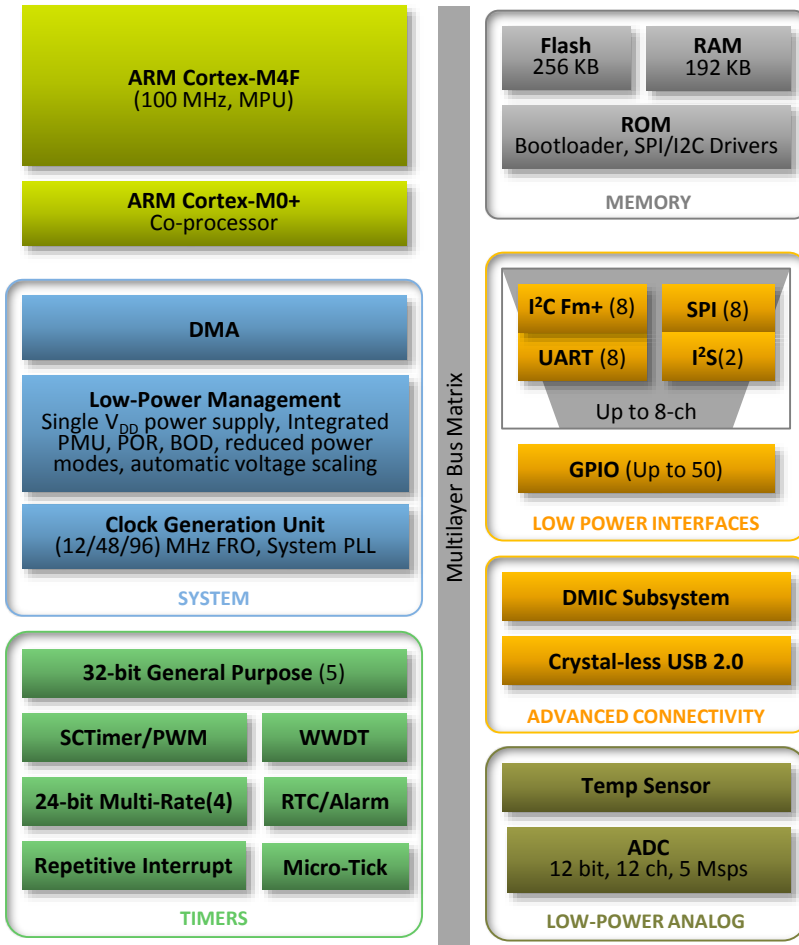 ARM Cortex-M4F
(100 MHz, MPU)
ARM Cortex-M0+
Co-processor
DMA
Low-Power Management
Single VDD power supply, Integrated
PMU, POR, BOD, reduced power
modes, automatic voltage scaling
Clock Generation Unit
(12/48/96) MHz FRO, System PLL
SYSTEM
32-bit General Purpose (5)
SCTimer/PWM
WWDT
24-bit Multi-Rate(4)
RTC/Alarm
Repetitive Interrupt
Micro-Tick
TIMERS
Multilayer Bus Matrix
Flash
256 KB
RAM
192 KB
ROM
Bootloader, SPI/I2C Drivers
MEMORY
I²C Fm+ (8)
SPI (8)
UART (8)
I²S(2)
Up to 8-ch
GPIO (Up to 50)
LOW POWER INTERFACES
DMIC Subsystem
Crystal-less USB 2.0
ADVANCED CONNECTIVITY
Temp Sensor
ADC
12 bit, 12 ch, 5 Msps
LOW-POWER ANALOG